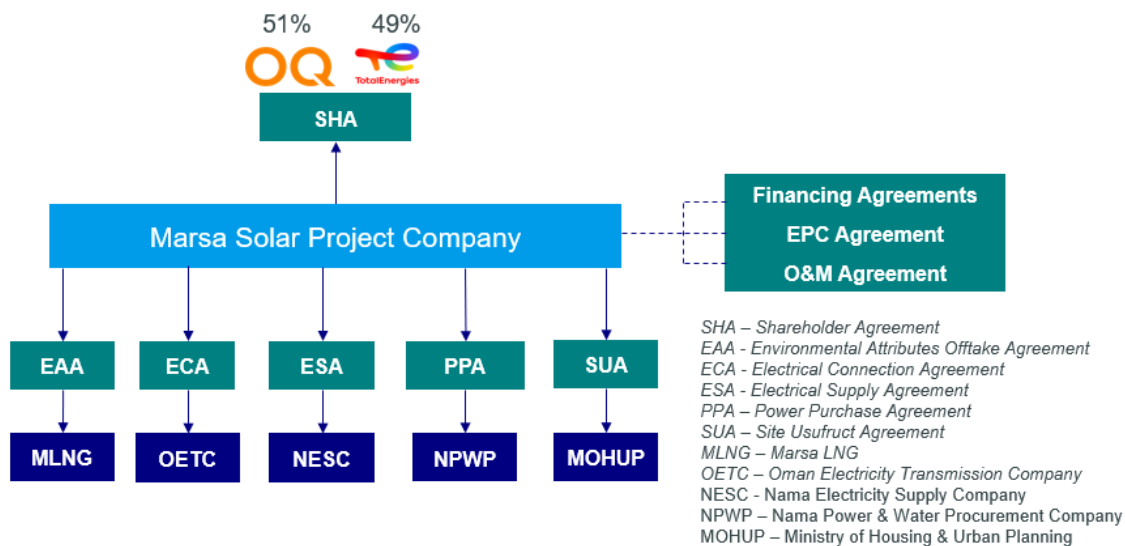 51% 49%
OQ
TotalEnergies
SHA
Financing Agreements
Marsa Solar Project Company
EPC Agreement
O&M Agreement
EAA ECA ESA PPA SUA
MLNG OETC NESC NPWP MOHUP
SHA – Shareholder Agreement
EAA - Environmental Attributes Offtake Agreement
ECA - Electrical Connection Agreement
ESA - Electrical Supply Agreement
PPA – Power Purchase Agreement
SUA – Site Usufruct Agreement
MLNG – Marsa LNG
OETC – Oman Electricity Transmission Company
NESC - Nama Electricity Supply Company
NPWP – Nama Power & Water Procurement Company
MOHUP – Ministry of Housing & Urban Planning